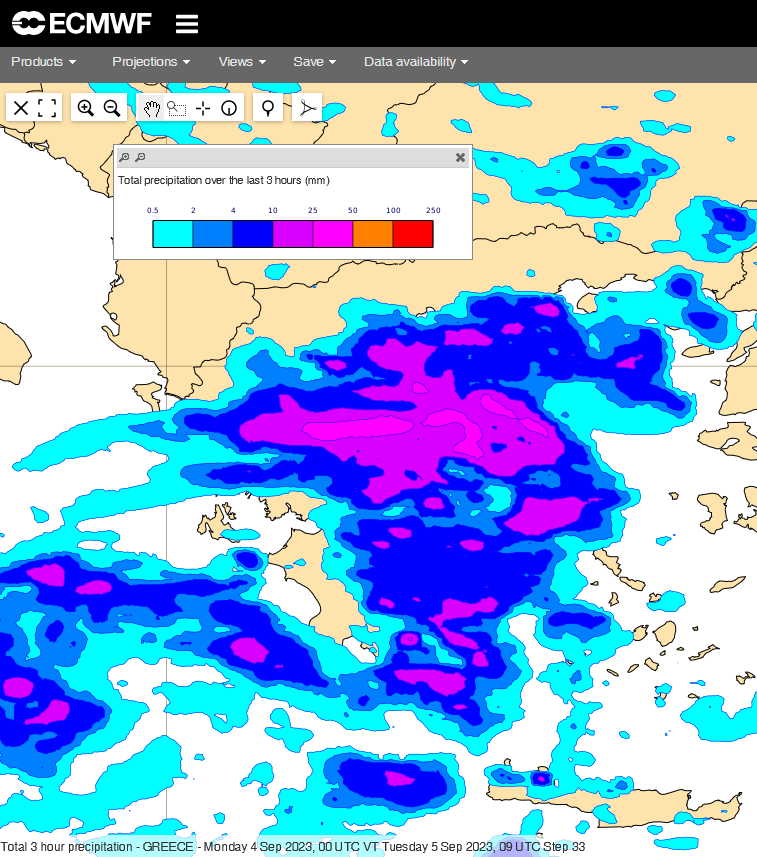 ECMWF
Products Projections Views Save Data availability
Total precipitation over the last 3 hours (mm)
0.5 2 4 10 25 50 100 250
Total 3 hour precipitation - GREECE - Monday 4 Sep 2023, 00 UTC VT Tuesday 5 Sep 2023, 09 UTC Step 33